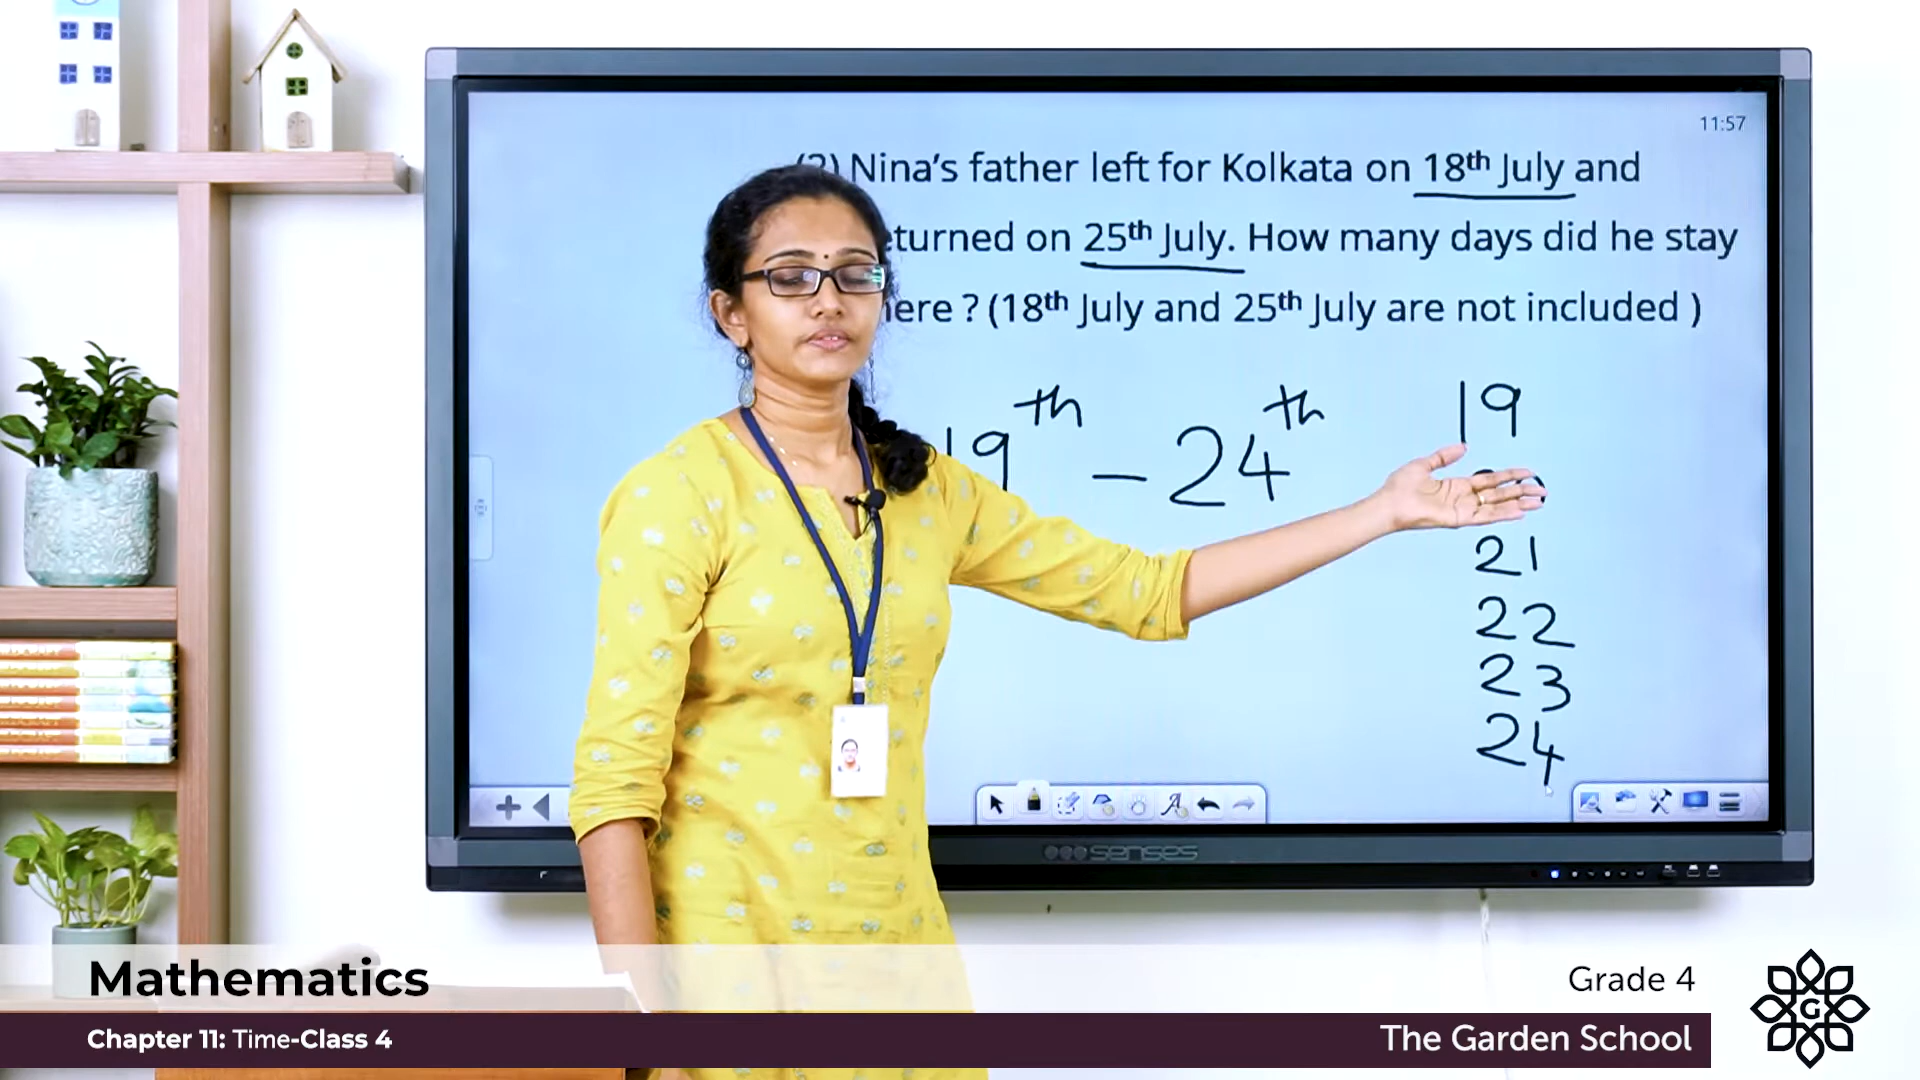 11:57
Nina's father left for Kolkata on 18th July and
eturned on 25th July. How many days did he stay
here ? (18th July and 25th July are not included )
19th - 24th
19
21
22
23
24
senses
Mathematics
Grade 4
Chapter 11: Time-Class 4
The Garden School
G